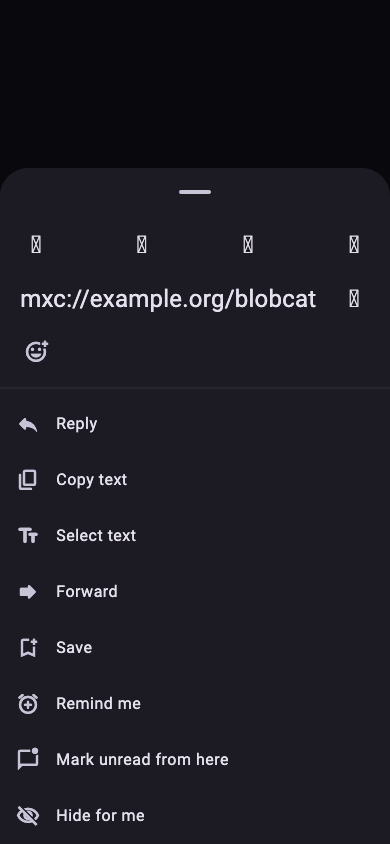 mxc://example.org/blobcat
Reply
Copy text
Select text
Forward
Save
Remind me
Mark unread from here
Hide for me